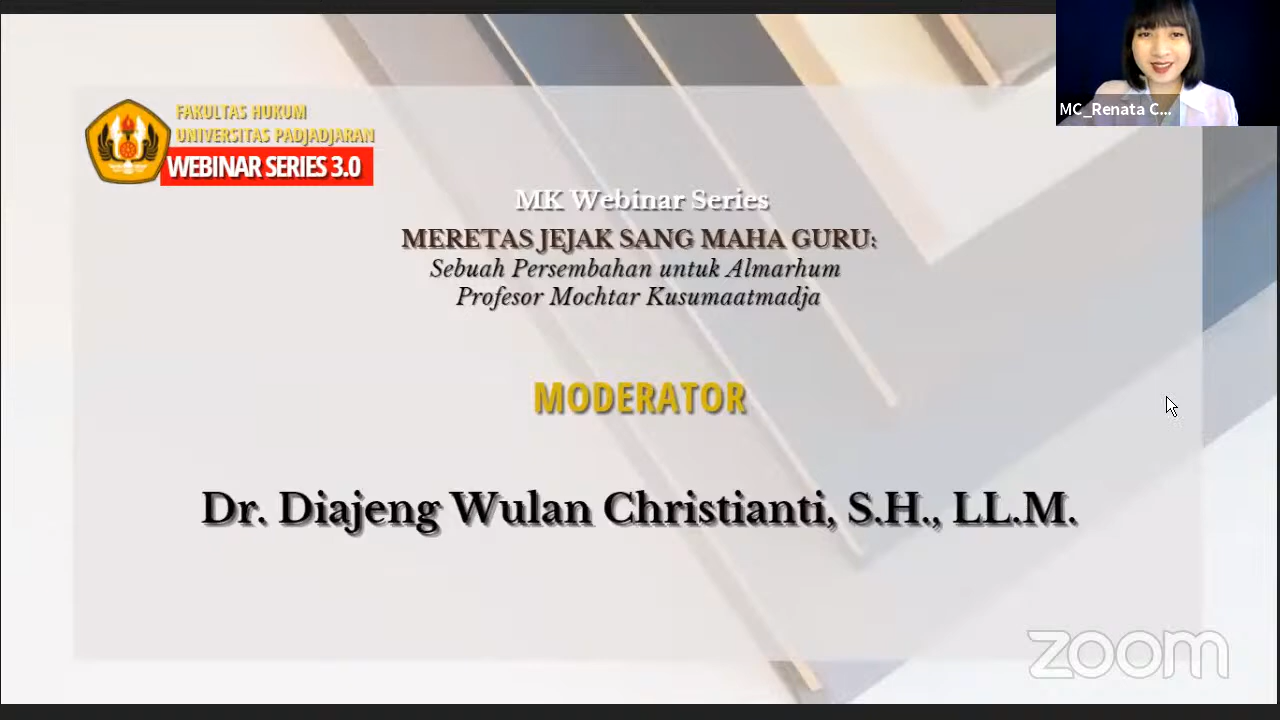 FAKULTAS HUKUM
UNIVERSITAS PADJADJARAN
WEBINAR SERIES 3.0
MC_Renata C...
MK Webinar Series
MERETAS JEJAK SANG MAHA GURU:
Sebuah Persembahan untuk Almarhum
Profesor Mochtar Kusumaatmadja
MODERATOR
Dr. Diajeng Wulan Christianti, S.H., LL.M.
zoom